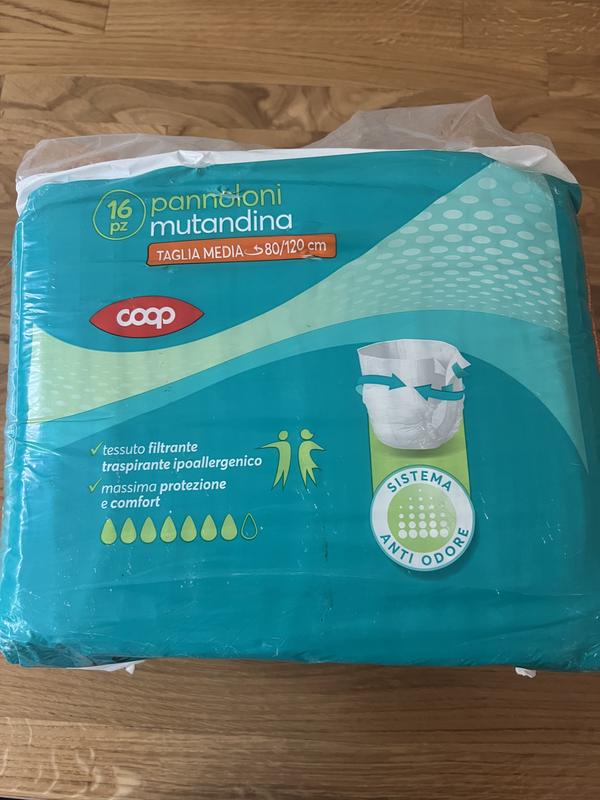 16
pz
pannoloni
mutandina
TAGLIA MEDIA 80/120 cm
coop
tessuto filtrante
traspirante ipoallergenico
massima protezione
e comfort
SISTEMA
ANTI ODORE